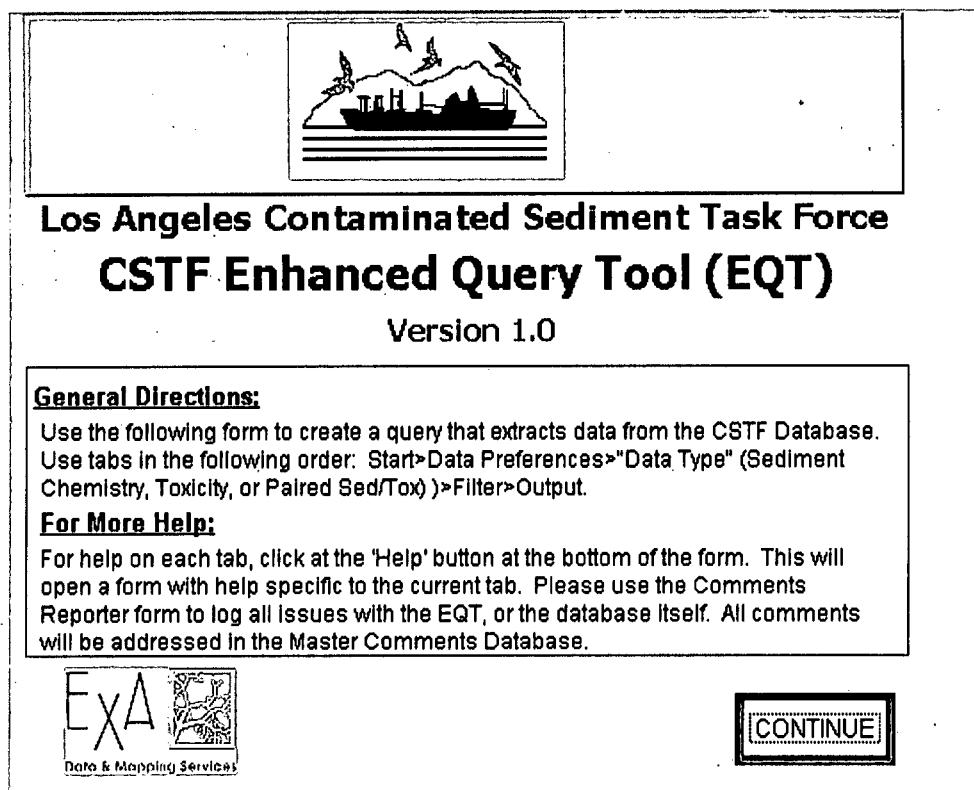 Los Angeles Contaminated Sediment Task Force
CSTF Enhanced Query Tool (EQT)
Version 1.0
General Directions:
Use the following form to create a query that extracts data from the CSTF Database.
Use tabs in the following order: Start>Data Preferences>"Data Type" (Sediment
Chemistry, Toxicity, or Paired Sed/Tox) )>Filter>Output.
For More Help:
For help on each tab, click at the 'Help' button at the bottom of the form. This will
open a form with help specific to the current tab. Please use the Comments
Reporter form to log all issues with the EQT, or the database itself. All comments
will be addressed in the Master Comments Database.
ExA
Data & Mapping Services
CONTINUE